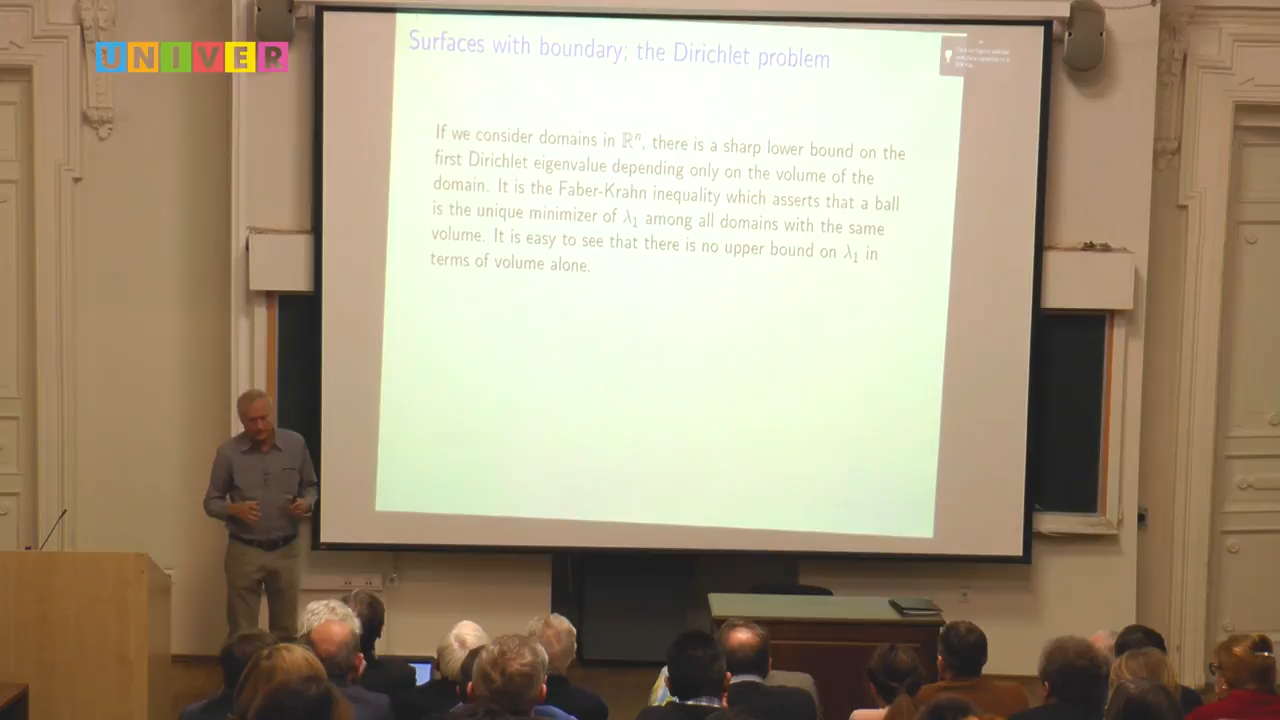 UNIVER
Surfaces with boundary; the Dirichlet problem
If we consider domains in ℝⁿ, there is a sharp lower bound on the
first Dirichlet eigenvalue depending only on the volume of the
domain. It is the Faber-Krahn inequality which asserts that a ball
is the unique minimizer of λ₁ among all domains with the same
volume. It is easy to see that there is no upper bound on λ₁ in
terms of volume alone.